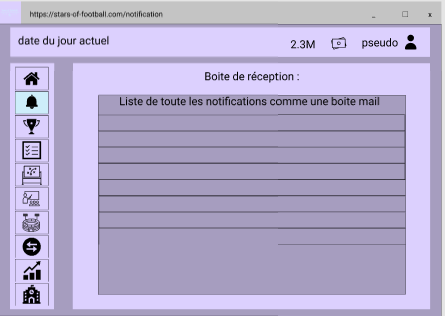 https://stars-of-football.com/notification
date du jour actuel
2.3M
pseudo
Boite de réception :
Liste de toute les notifications comme une boite mail